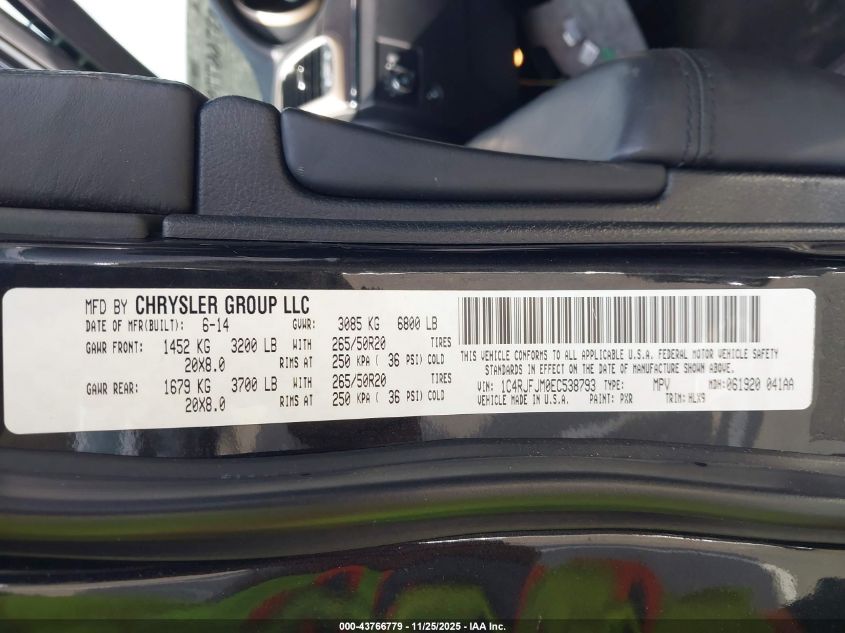 MFD BY CHRYSLER GROUP LLC
DATE OF MFR(BUILT): 6-14 GVWR: 3085 KG 6800 LB
GAWR FRONT: 1452 KG 3200 LB WITH 265/50R20 TIRES
20X8.0 RIMS AT 250 KPA ( 36 PSI) COLD
GAWR REAR: 1679 KG 3700 LB WITH 265/50R20 TIRES
20X8.0 RIMS AT 250 KPA ( 36 PSI) COLD
THIS VEHICLE CONFORMS TO ALL APPLICABLE U.S.A. FEDERAL MOTOR VEHICLE SAFETY
STANDARDS IN EFFECT ON THE DATE OF MANUFACTURE SHOWN ABOVE.
VIN: 1C4RJFJM0EC538793 TYPE: MPV MDH: 061920 041AA
VEHICLE MADE IN U.S.A. PAINT: PXR TRIM: HLX9
000-43766779 - 11/25/2025 - IAA Inc.